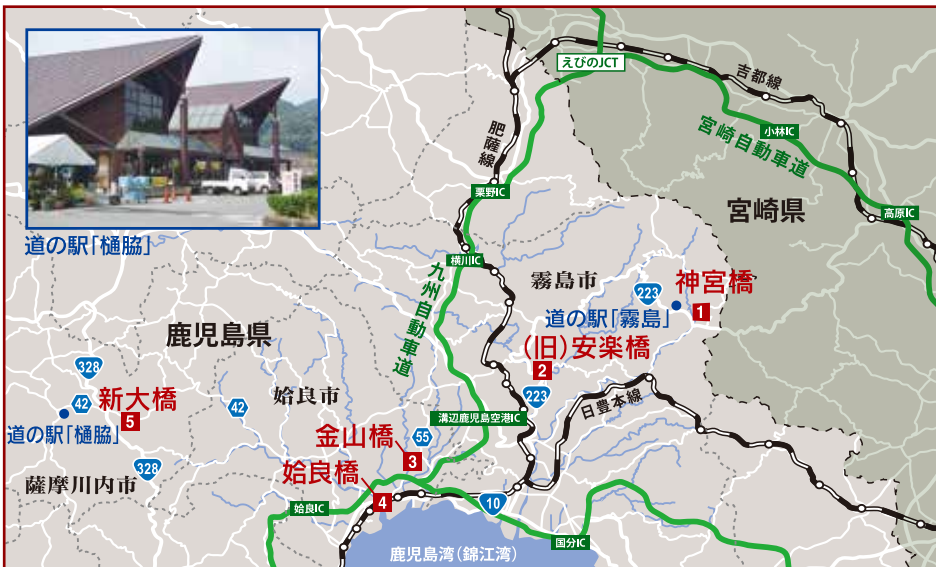 えびのJCT
吉都線
肥薩線
宮崎自動車道
小林IC
栗野IC
宮崎県
高原IC
道の駅「樋脇」
横川IC
九州自動車道
霧島市
223
神宮橋
1
道の駅「霧島」
鹿児島県
(旧)安楽橋
2
328
223
42
新大橋
5
42
姶良市
日豊本線
道の駅「樋脇」
溝辺鹿児島空港IC
金山橋
55
3
328
姶良橋
薩摩川内市
4
10
姶良IC
国分IC
鹿児島湾(錦江湾)